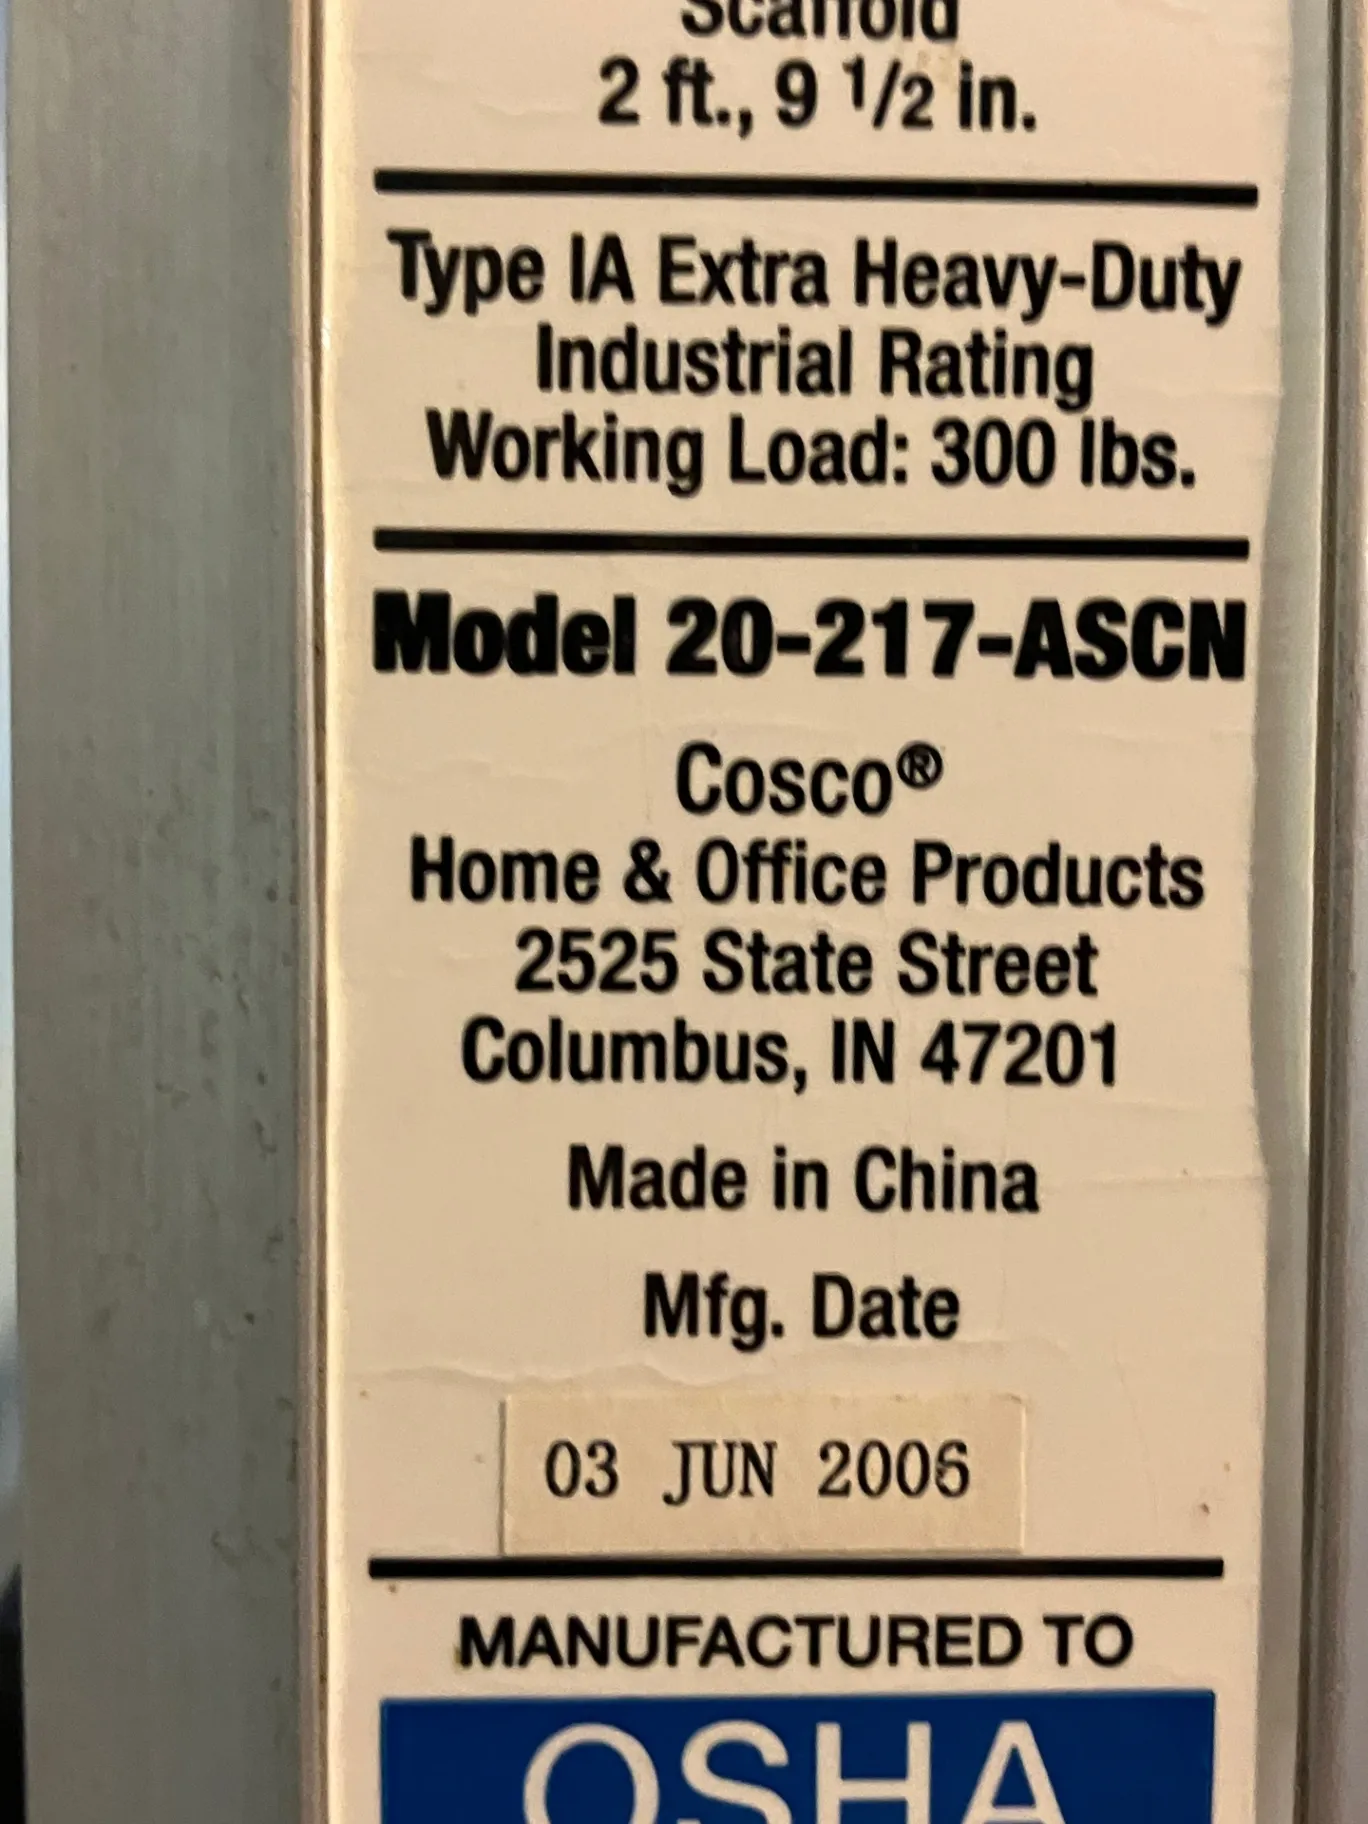 Scaffold
2 ft., 9 1/2 in.
Type IA Extra Heavy-Duty
Industrial Rating
Working Load: 300 lbs.
Model 20-217-ASCN
Cosco®
Home & Office Products
2525 State Street
Columbus, IN 47201
Made in China
Mfg. Date
03 JUN 2006
MANUFACTURED TO
OSHA